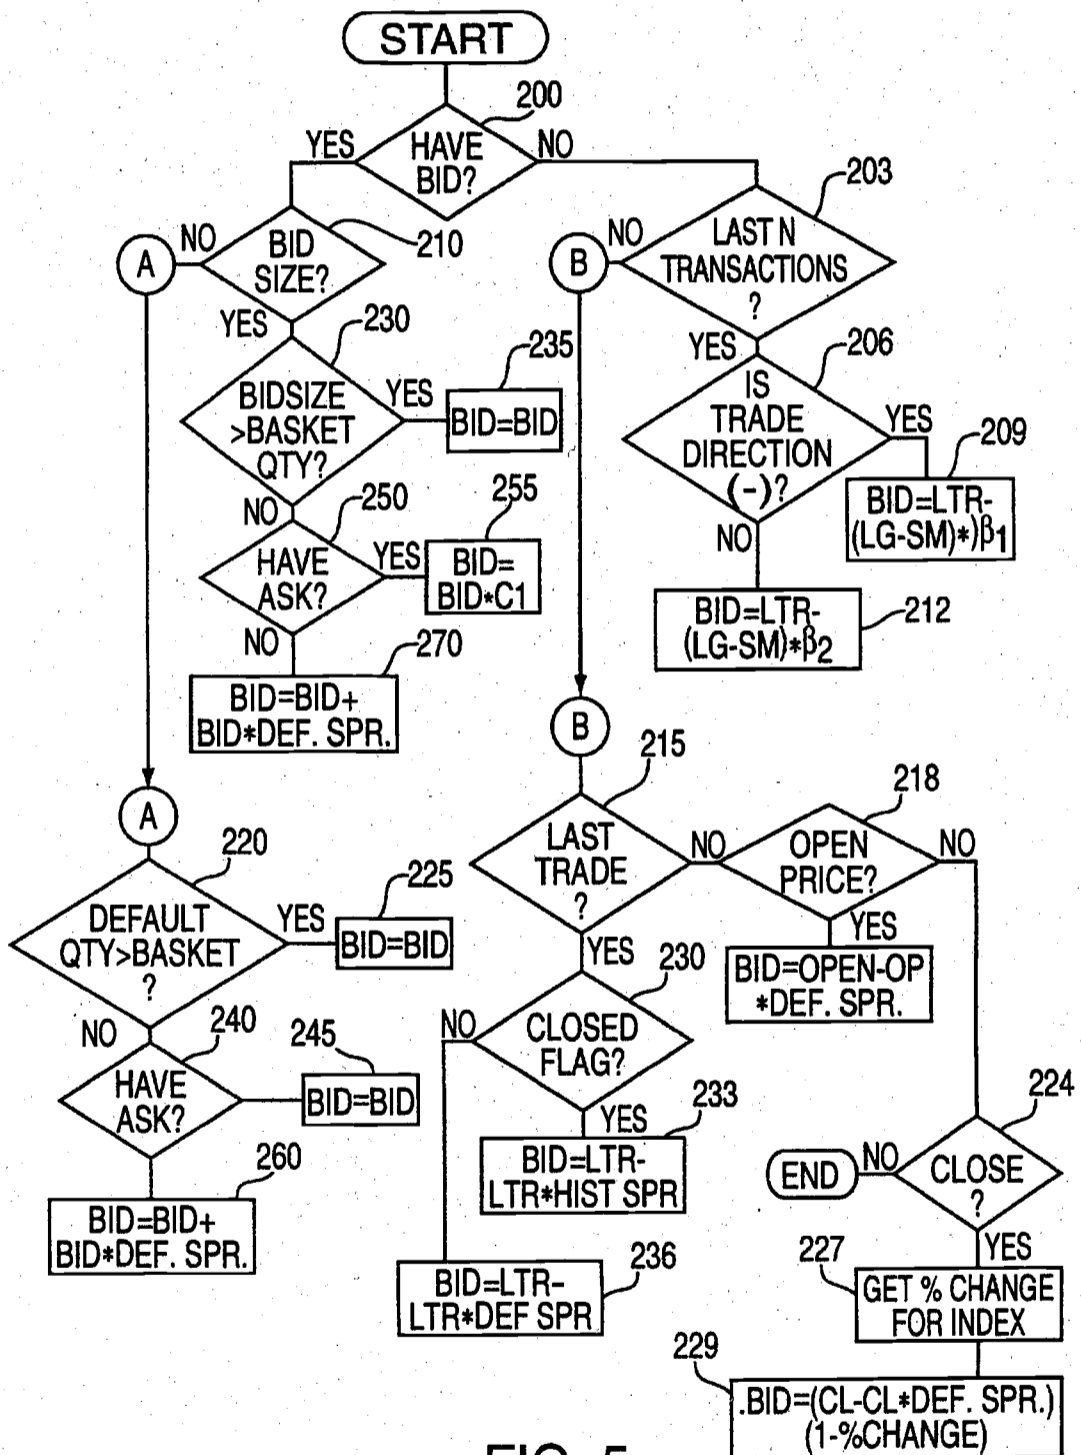 START
200
YES
HAVE
BID?
NO
203
NO
BID
SIZE?
210
A
NO
LAST N
TRANSACTIONS
?
B
YES
230
235
YES
206
BIDSIZE
>BASKET
QTY?
YES
BID=BID
IS
TRADE
DIRECTION
(-)?
YES
209
BID=LTR-
(LG-SM)*)β1
NO
250
255
HAVE
ASK?
YES
BID=
BID*C1
NO
BID=LTR-
(LG-SM)*β2
212
NO
270
BID=BID+
BID*DEF. SPR.
B
215
218
A
220
LAST
TRADE
?
NO
OPEN
PRICE?
NO
225
DEFAULT
QTY>BASKET
?
YES
BID=BID
YES
YES
230
BID=OPEN-OP
*DEF. SPR.
NO
240
245
NO
CLOSED
FLAG?
HAVE
ASK?
BID=BID
YES
233
224
BID=LTR-
LTR*HIST SPR
END
NO
CLOSE
?
260
BID=BID+
BID*DEF. SPR.
YES
227
236
BID=LTR-
LTR*DEF SPR
GET % CHANGE
FOR INDEX
229
.BID=(CL-CL*DEF. SPR.)
(1-%CHANGE)
FIG. 5